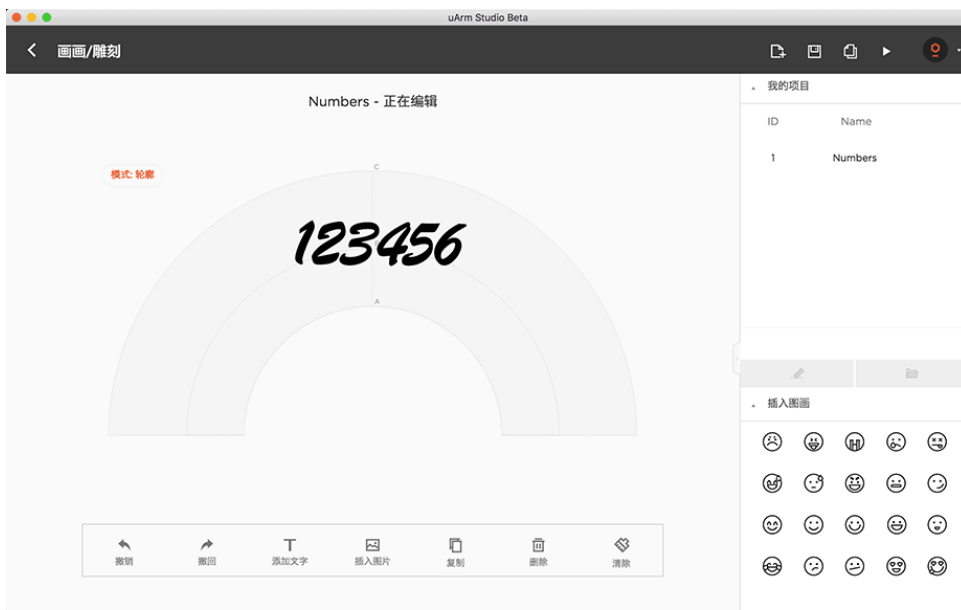 uArm Studio Beta
画画/雕刻
Numbers - 正在编辑
模式: 轮廓
C
123456
A
撤销
撤回
添加文字
插入图片
复制
删除
清除
我的项目
ID Name
1 Numbers
插入图画